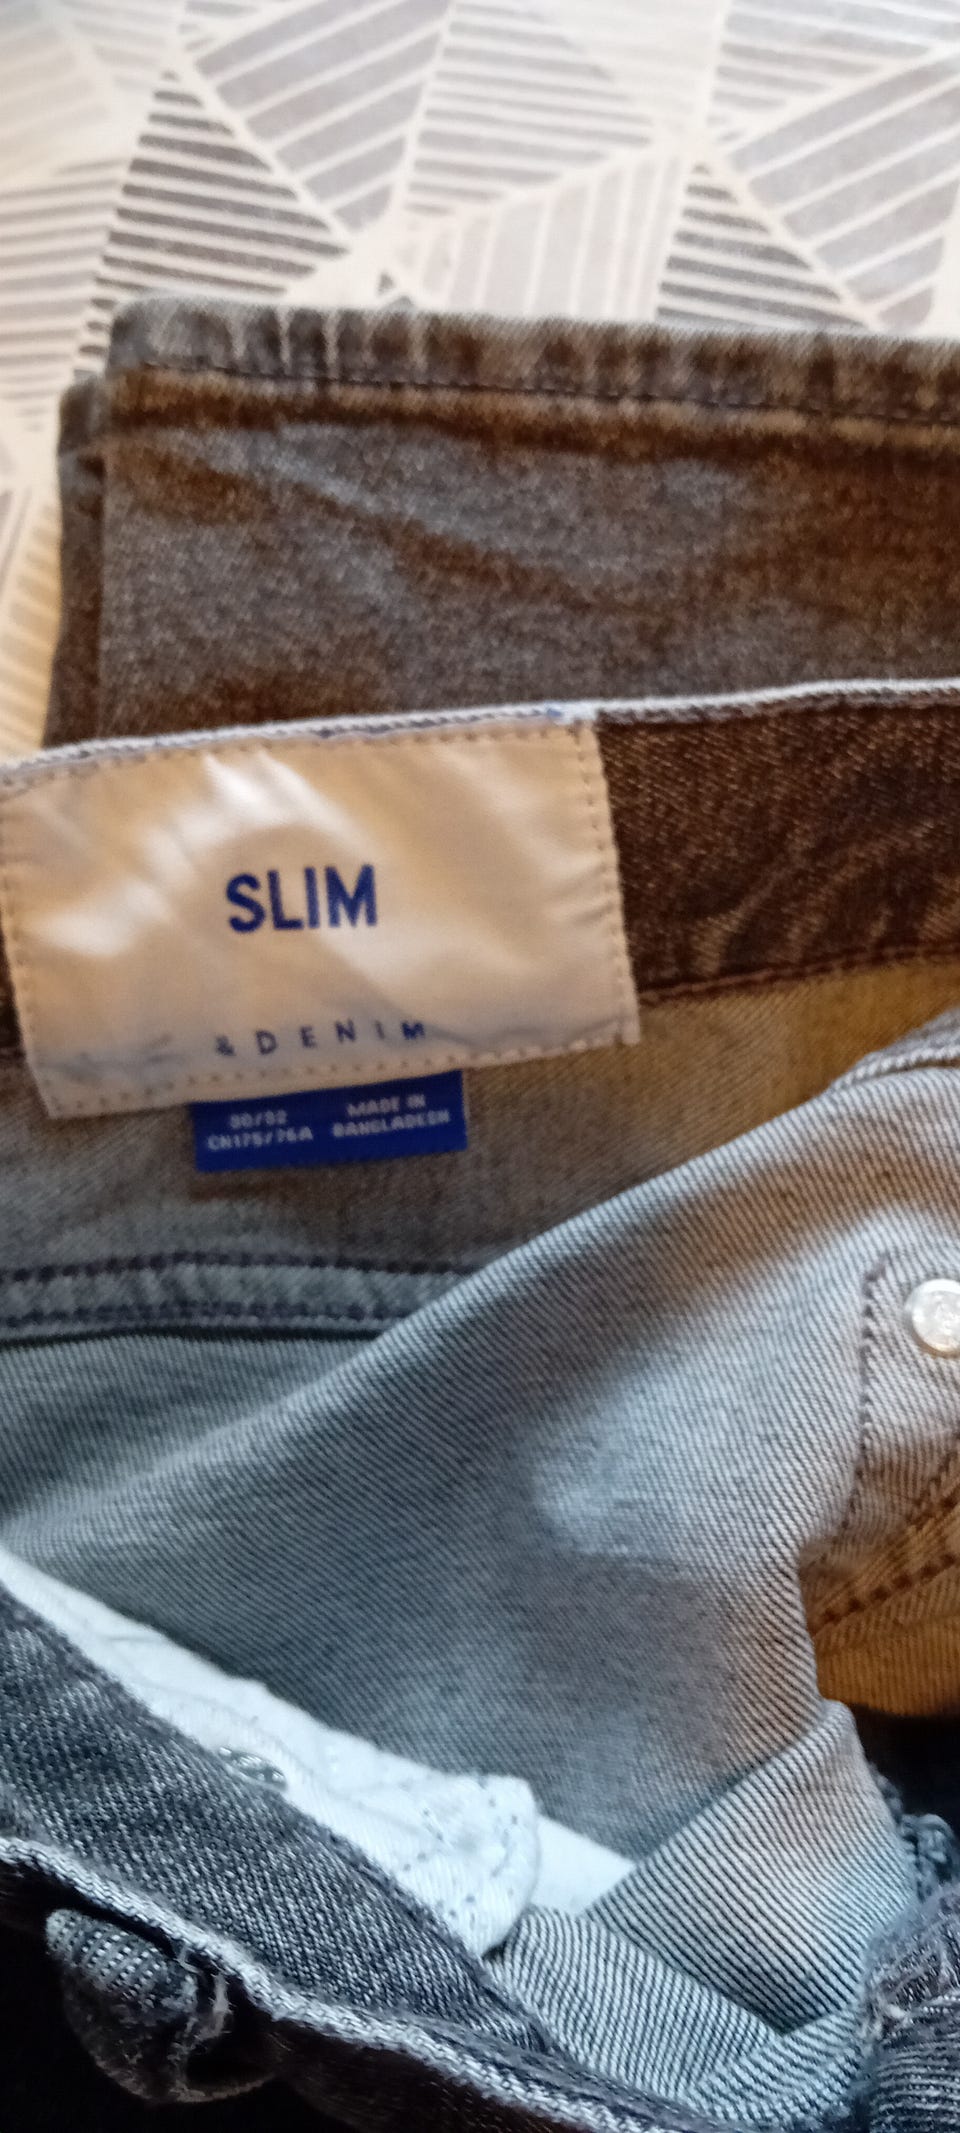 SLIM
& DENIM
30/32
CN175/76A
MADE IN
BANGLADESH